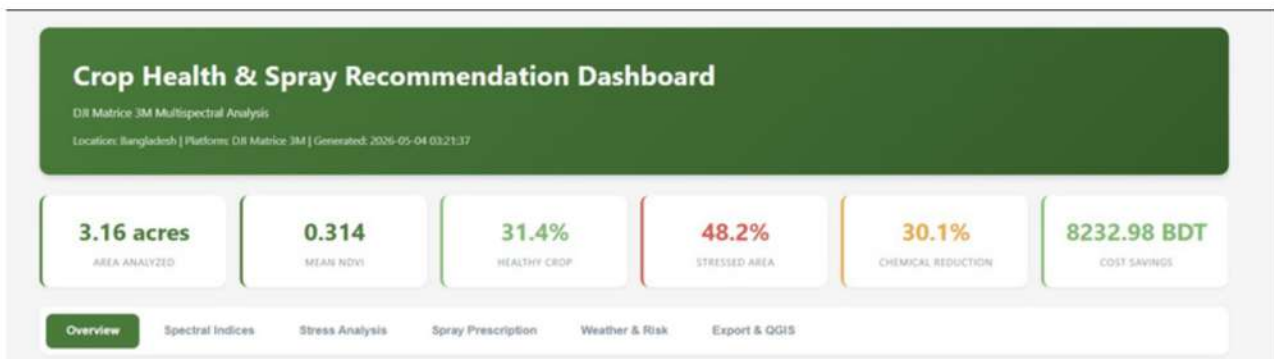 Crop Health & Spray Recommendation Dashboard
DJI Matrice 3M Multispectral Analysis
Location: Bangladesh | Platform: DJI Matrice 3M | Generated: 2026-05-04 03:21:37
3.16 acres
AREA ANALYZED
0.314
MEAN NDVI
31.4%
HEALTHY CROP
48.2%
STRESSED AREA
30.1%
CHEMICAL REDUCTION
8232.98 BDT
COST SAVINGS
Overview Spectral Indices Stress Analysis Spray Prescription Weather & Risk Export & QGIS